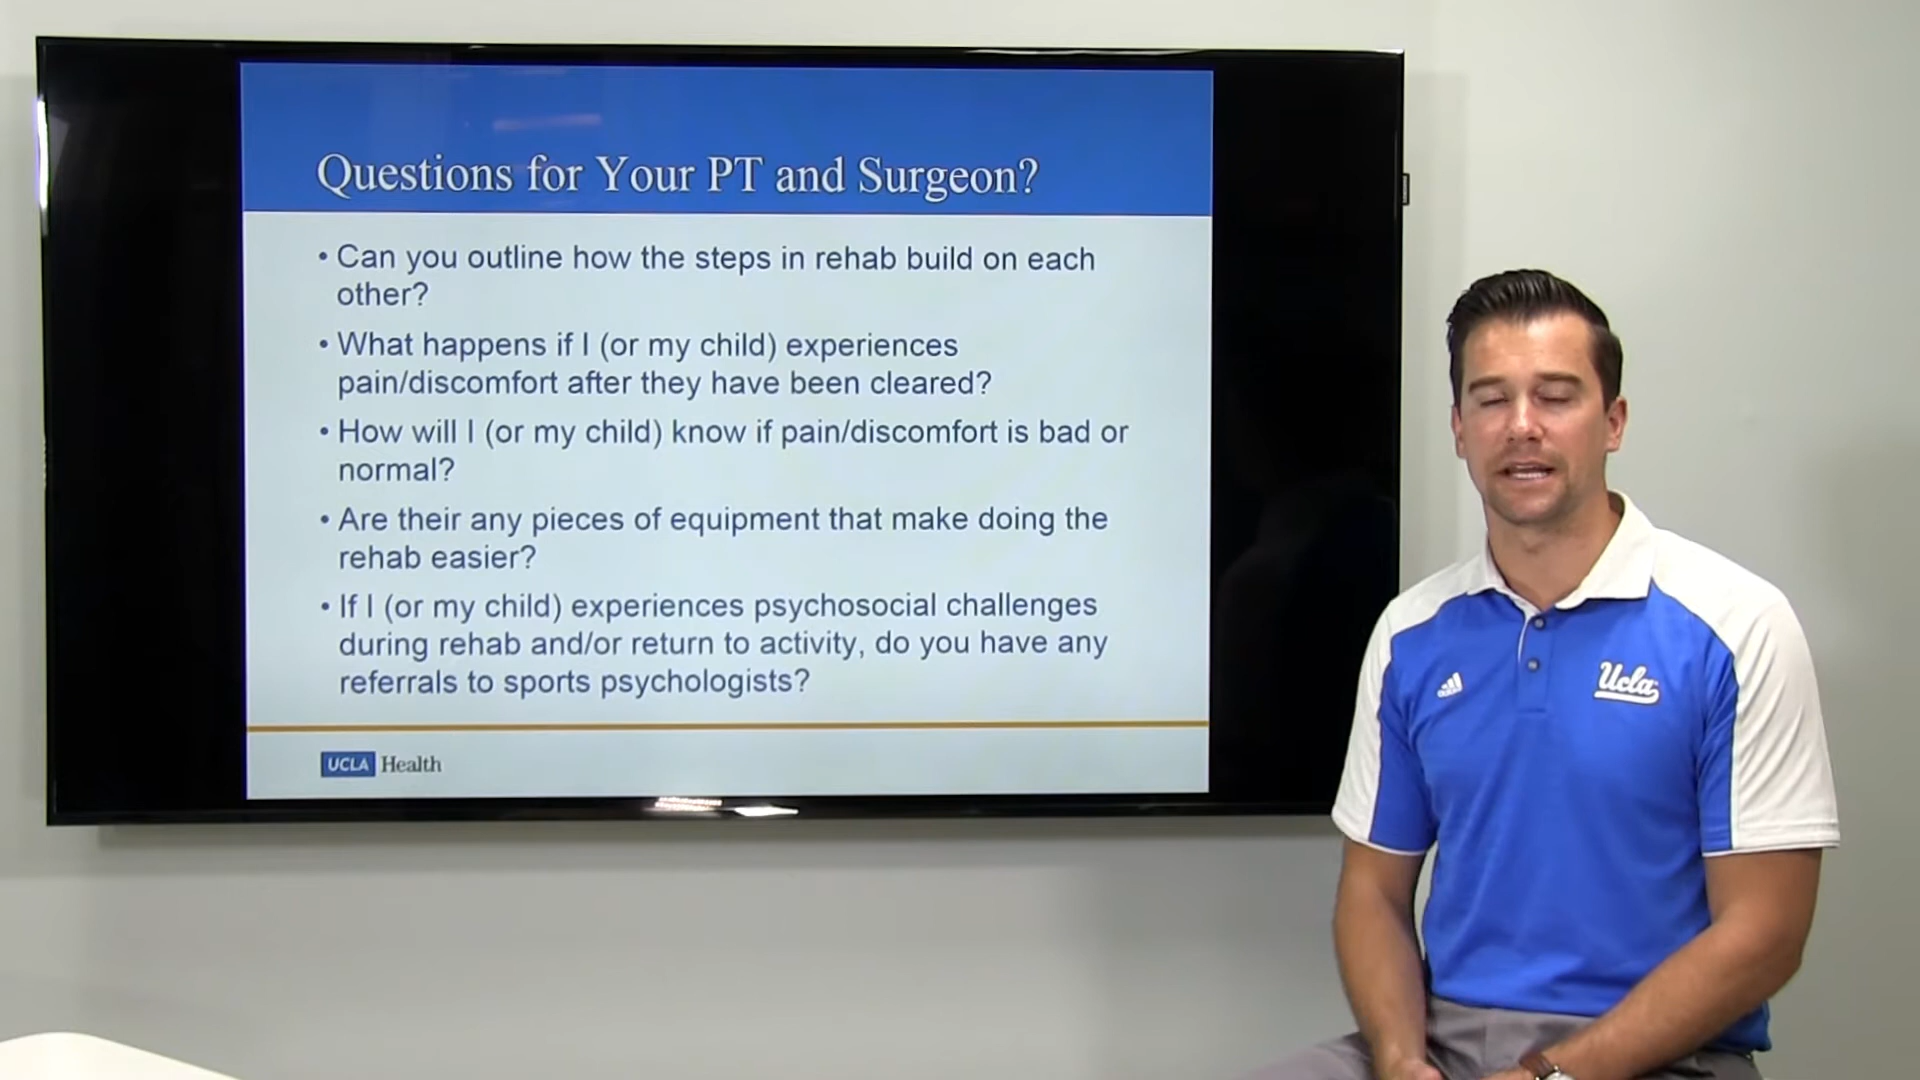 Questions for Your PT and Surgeon?
• Can you outline how the steps in rehab build on each
other?
• What happens if I (or my child) experiences
pain/discomfort after they have been cleared?
• How will I (or my child) know if pain/discomfort is bad or
normal?
• Are their any pieces of equipment that make doing the
rehab easier?
• If I (or my child) experiences psychosocial challenges
during rehab and/or return to activity, do you have any
referrals to sports psychologists?
UCLA Health
adidas
Ucla